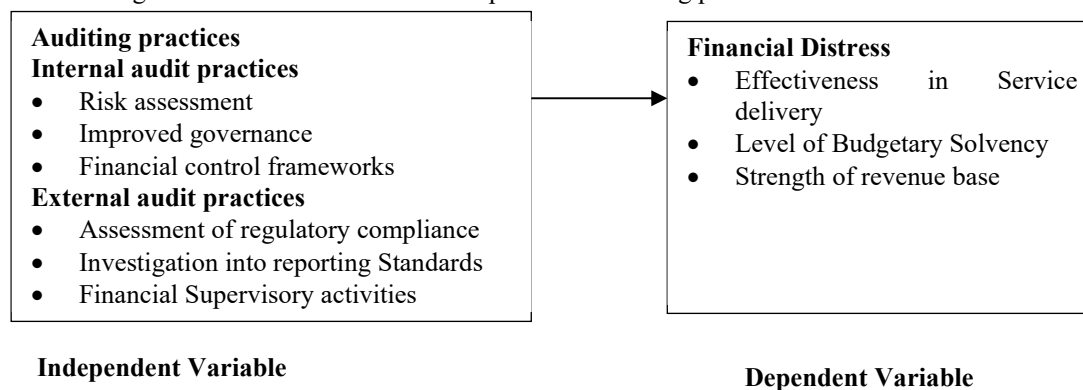 Auditing practices
Internal audit practices
• Risk assessment
• Improved governance
• Financial control frameworks
External audit practices
• Assessment of regulatory compliance
• Investigation into reporting Standards
• Financial Supervisory activities
Independent Variable
Financial Distress
• Effectiveness in Service
delivery
• Level of Budgetary Solvency
• Strength of revenue base
Dependent Variable